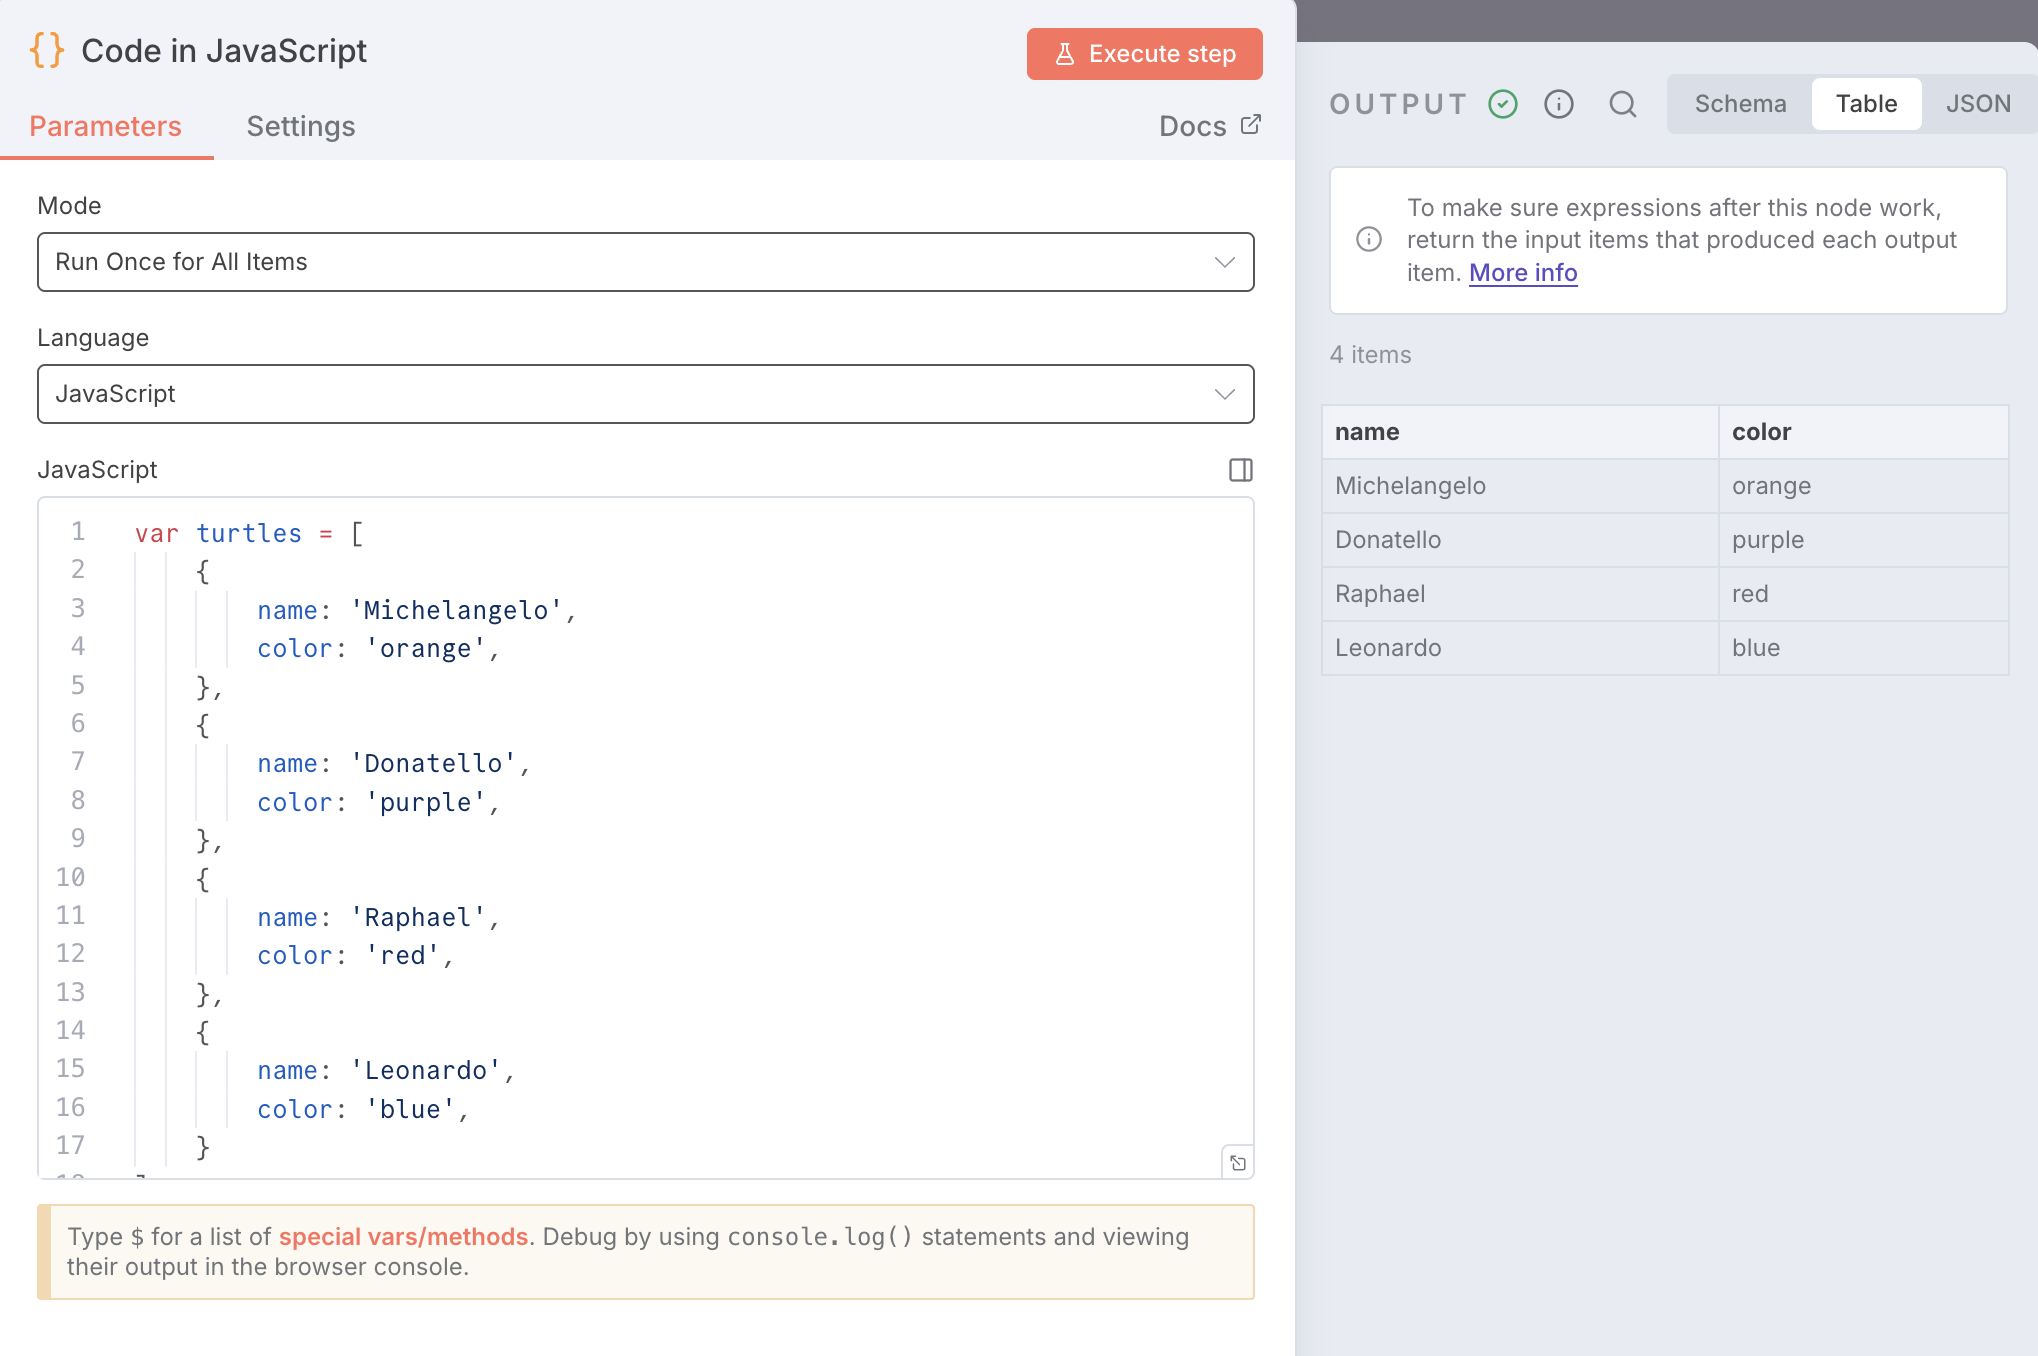 {} Code in JavaScript
Execute step
Parameters
Settings
Docs
Mode
Run Once for All Items
Language
JavaScript
JavaScript
1 var turtles = [
2 {
3 name: 'Michelangelo',
4 color: 'orange',
5 },
6 {
7 name: 'Donatello',
8 color: 'purple',
9 },
10 {
11 name: 'Raphael',
12 color: 'red',
13 },
14 {
15 name: 'Leonardo',
16 color: 'blue',
17 }
Type $ for a list of special vars/methods. Debug by using console.log() statements and viewing
their output in the browser console.
OUTPUT
Schema
Table
JSON
To make sure expressions after this node work,
return the input items that produced each output
item. More info
4 items
name color
Michelangelo orange
Donatello purple
Raphael red
Leonardo blue